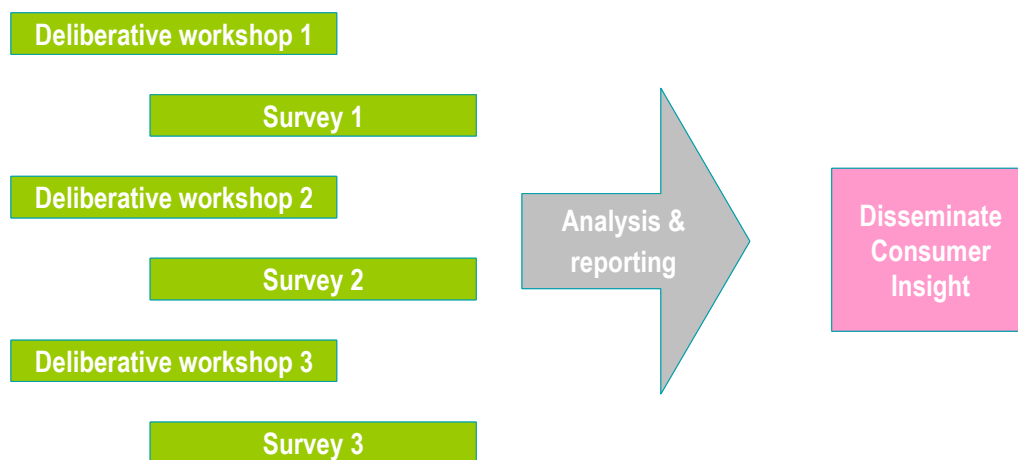 Deliberative workshop 1
Survey 1
Deliberative workshop 2
Survey 2
Deliberative workshop 3
Survey 3
Analysis &
reporting
Disseminate
Consumer
Insight